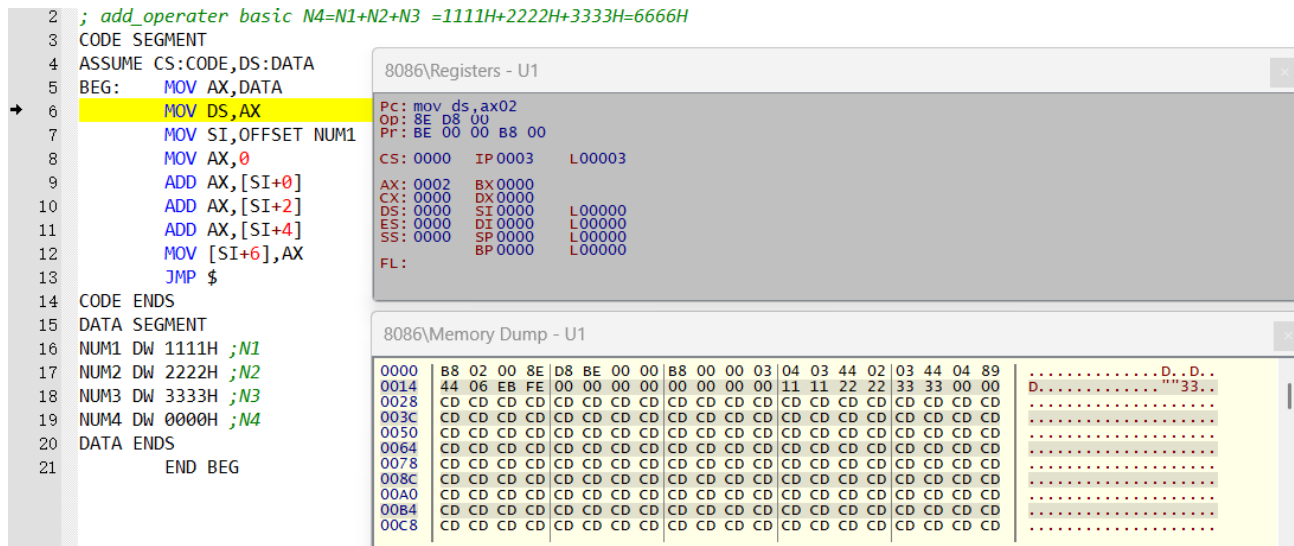 2 ; add_operater basic N4=N1+N2+N3 =1111H+2222H+3333H=6666H
3 CODE SEGMENT
4 ASSUME CS:CODE,DS:DATA
5 BEG: MOV AX,DATA
6 MOV DS,AX
7 MOV SI,OFFSET NUM1
8 MOV AX,0
9 ADD AX,[SI+0]
10 ADD AX,[SI+2]
11 ADD AX,[SI+4]
12 MOV [SI+6],AX
13 JMP $
14 CODE ENDS
15 DATA SEGMENT
16 NUM1 DW 1111H ;N1
17 NUM2 DW 2222H ;N2
18 NUM3 DW 3333H ;N3
19 NUM4 DW 0000H ;N4
20 DATA ENDS
21 END BEG
8086\Registers - U1
Pc: mov ds,ax02
Op: 8E D8 00
Pr: BE 00 00 B8 00
CS: 0000 IP 0003 L00003
AX: 0002 BX 0000
CX: 0000 DX 0000
DS: 0000 SI 0000 L00000
ES: 0000 DI 0000 L00000
SS: 0000 SP 0000 L00000
BP 0000 L00000
FL:
8086\Memory Dump - U1
0000 B8 02 00 8E D8 BE 00 00 B8 00 00 03 04 03 44 02 03 44 04 89 ..............D..D..
0014 44 06 EB FE 00 00 00 00 00 00 00 00 11 11 22 22 33 33 00 00 D.............""33..
0028 CD CD CD CD CD CD CD CD CD CD CD CD CD CD CD CD CD CD CD CD ....................
003C CD CD CD CD CD CD CD CD CD CD CD CD CD CD CD CD CD CD CD CD ....................
0050 CD CD CD CD CD CD CD CD CD CD CD CD CD CD CD CD CD CD CD CD ....................
0064 CD CD CD CD CD CD CD CD CD CD CD CD CD CD CD CD CD CD CD CD ....................
0078 CD CD CD CD CD CD CD CD CD CD CD CD CD CD CD CD CD CD CD CD ....................
008C CD CD CD CD CD CD CD CD CD CD CD CD CD CD CD CD CD CD CD CD ....................
00A0 CD CD CD CD CD CD CD CD CD CD CD CD CD CD CD CD CD CD CD CD ....................
00B4 CD CD CD CD CD CD CD CD CD CD CD CD CD CD CD CD CD CD CD CD ....................
00C8 CD CD CD CD CD CD CD CD CD CD CD CD CD CD CD CD CD CD CD CD ....................